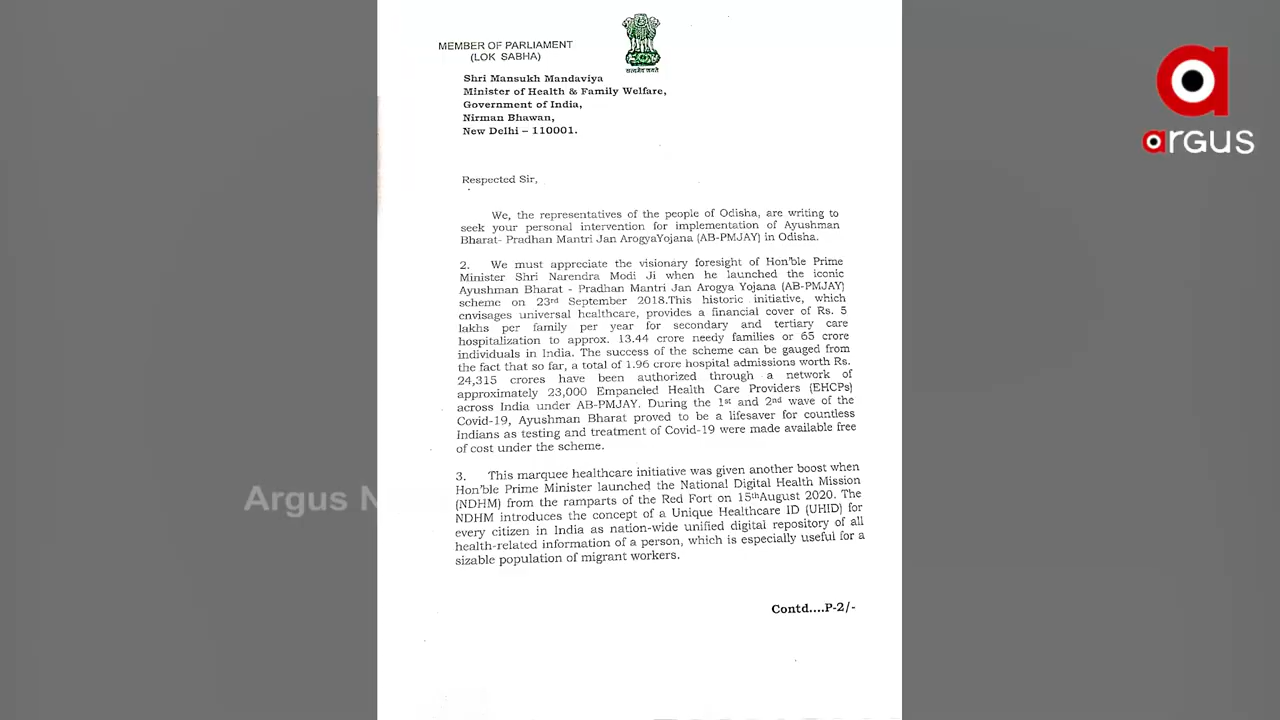 MEMBER OF PARLIAMENT
(LOK SABHA)
सत्यमेव जयते
Shri Mansukh Mandaviya
Minister of Health & Family Welfare,
Government of India,
Nirman Bhawan,
New Delhi – 110001.
Respected Sir,
We, the representatives of the people of Odisha, are writing to
seek your personal intervention for implementation of Ayushman
Bharat- Pradhan Mantri Jan ArogyaYojana (AB-PMJAY) in Odisha.
2. We must appreciate the visionary foresight of Hon'ble Prime
Minister Shri Narendra Modi Ji when he launched the iconic
Ayushman Bharat - Pradhan Mantri Jan Arogya Yojana (AB-PMJAY)
scheme on 23rd September 2018.This historic initiative, which
envisages universal healthcare, provides a financial cover of Rs. 5
lakhs per family per year for secondary and tertiary care
hospitalization to approx. 13.44 crore needy families or 65 crore
individuals in India. The success of the scheme can be gauged from
the fact that so far, a total of 1.96 crore hospital admissions worth Rs.
24,315 crores have been authorized through a network of
approximately 23,000 Empaneled Health Care Providers (EHCPs)
across India under AB-PMJAY. During the 1st and 2nd wave of the
Covid-19, Ayushman Bharat proved to be a lifesaver for countless
Indians as testing and treatment of Covid-19 were made available free
of cost under the scheme.
3. This marquee healthcare initiative was given another boost when
Hon'ble Prime Minister launched the National Digital Health Mission
(NDHM) from the ramparts of the Red Fort on 15thAugust 2020. The
NDHM introduces the concept of a Unique Healthcare ID (UHID) for
every citizen in India as nation-wide unified digital repository of all
health-related information of a person, which is especially useful for a
sizable population of migrant workers.
Contd....P-2/-
argus
Argus N